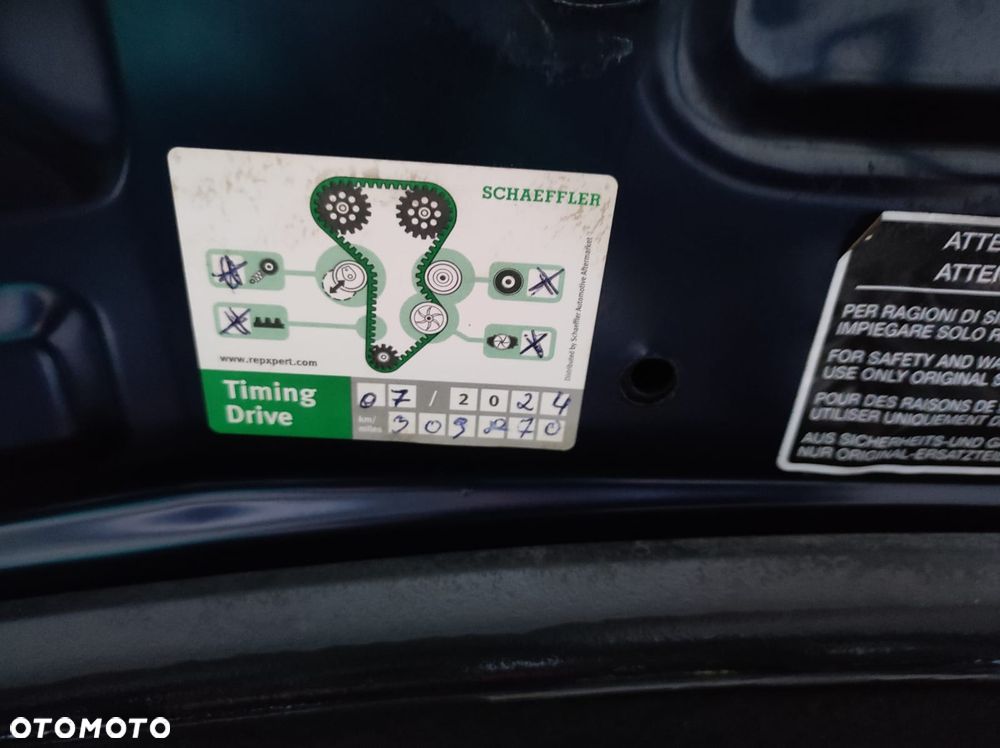 SCHAEFFLER
Distributed by Schaeffler Automotive Aftermarket
www.repxpert.com
Timing
Drive
07/2024
km/
miles
309870
ATTE
ATTEN
PER RAGIONI DI S
IMPIEGARE SOLO
FOR SAFETY AND WA
USE ONLY ORIGINAL
POUR DES RAISONS DE
UTILISER UNIQUEMENT D
AUS SICHERHEITS-UND G
NUR ORIGINAL-ERSATZTEI
OTOMOTO